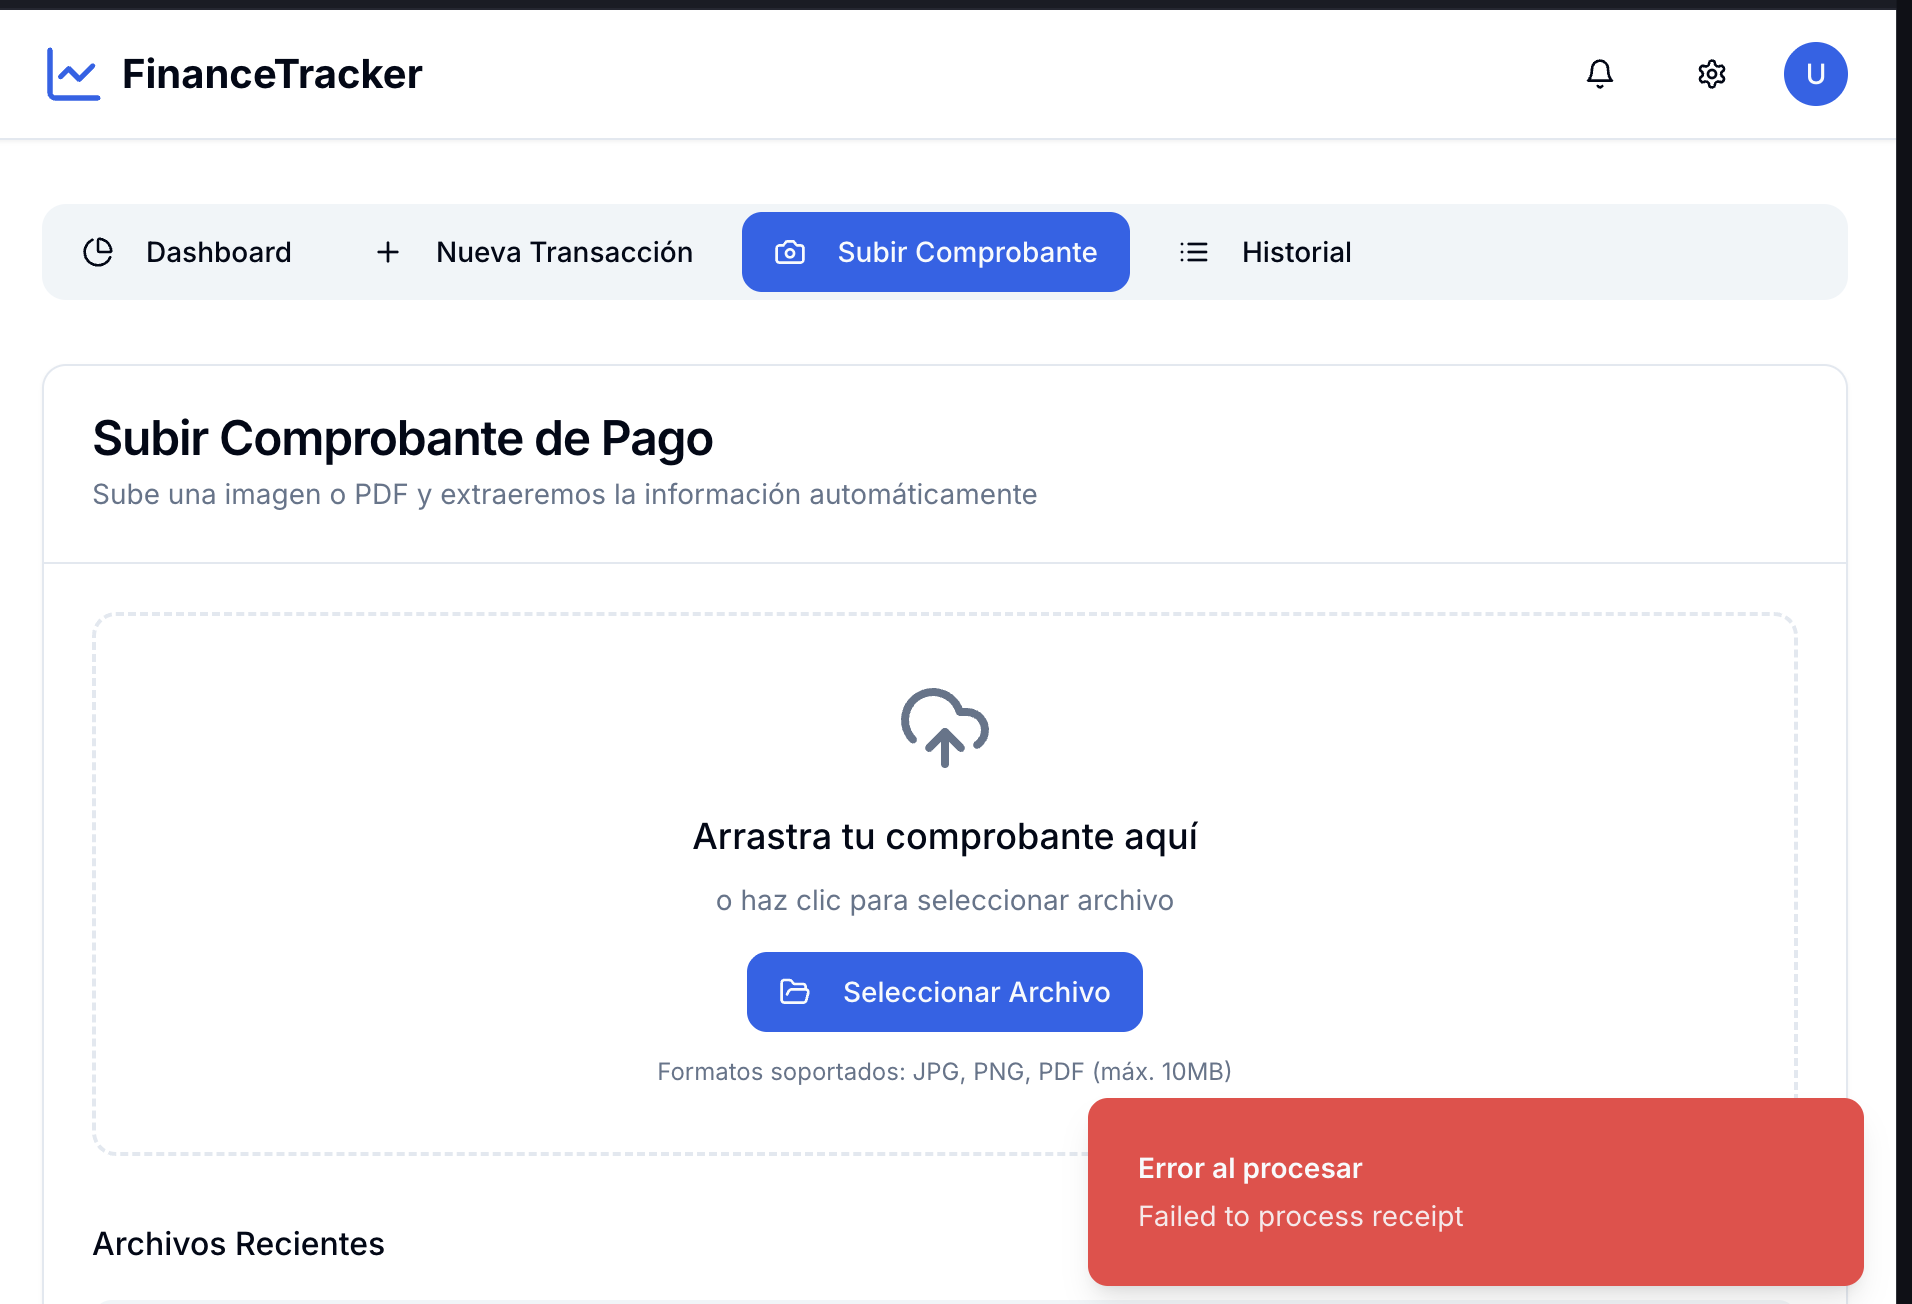 FinanceTracker
U
Dashboard
Nueva Transacción
Subir Comprobante
Historial
Subir Comprobante de Pago
Sube una imagen o PDF y extraeremos la información automáticamente
Arrastra tu comprobante aquí
o haz clic para seleccionar archivo
Seleccionar Archivo
Formatos soportados: JPG, PNG, PDF (máx. 10MB)
Error al procesar
Failed to process receipt
Archivos Recientes